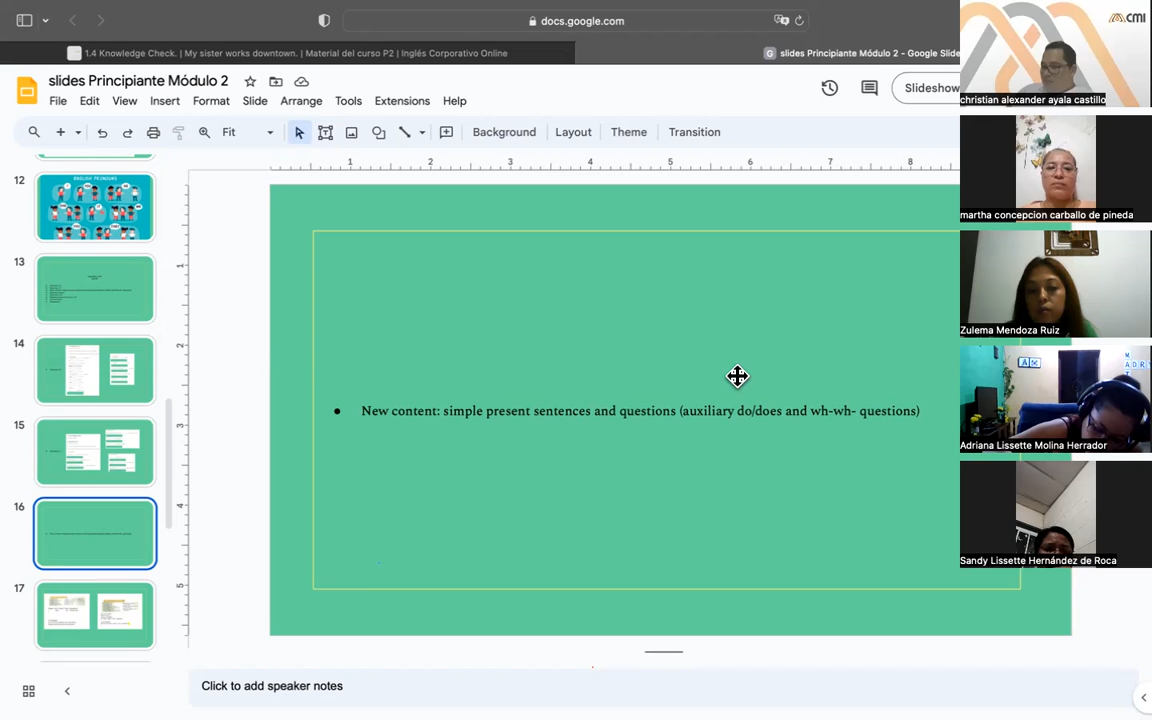 docs.google.com
1.4 Knowledge Check. | My sister works downtown. | Material del curso P2 | Inglés Corporativo Online
slides Principiante Módulo 2 - Google Slide
CMI
christian alexander ayala castillo
slides Principiante Módulo 2
File Edit View Insert Format Slide Arrange Tools Extensions Help
Slideshow
Fit
Background Layout Theme Transition
martha concepcion carballo de pineda
1 2 3 4 5 6 7 8
12
ENGLISH PRONOUNS
13
14
15
16
17
1
2
3
4
5
● New content: simple present sentences and questions (auxiliary do/does and wh-wh- questions)
Zulema Mendoza Ruiz
Adriana Lissette Molina Herrador
Sandy Lissette Hernández de Roca
Click to add speaker notes